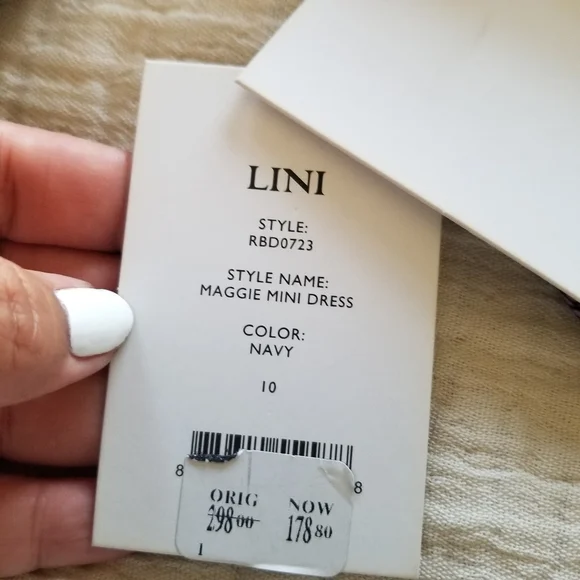 LINI
STYLE:
RBD0723
STYLE NAME:
MAGGIE MINI DRESS
COLOR:
NAVY
10
8 8
ORIG NOW
298 00 178 80
1